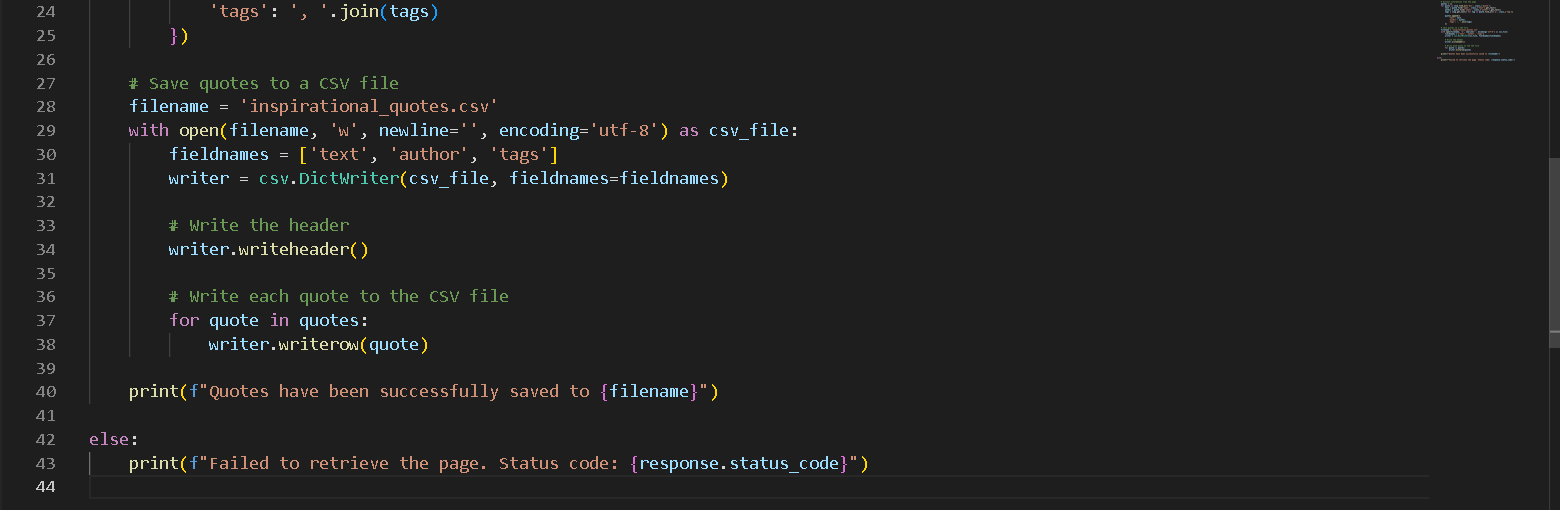 24 'tags': ', '.join(tags)
25 })
26
27 # Save quotes to a CSV file
28 filename = 'inspirational_quotes.csv'
29 with open(filename, 'w', newline='', encoding='utf-8') as csv_file:
30 fieldnames = ['text', 'author', 'tags']
31 writer = csv.DictWriter(csv_file, fieldnames=fieldnames)
32
33 # Write the header
34 writer.writeheader()
35
36 # Write each quote to the CSV file
37 for quote in quotes:
38 writer.writerow(quote)
39
40 print(f"Quotes have been successfully saved to {filename}")
41
42 else:
43 print(f"Failed to retrieve the page. Status code: {response.status_code}")
44